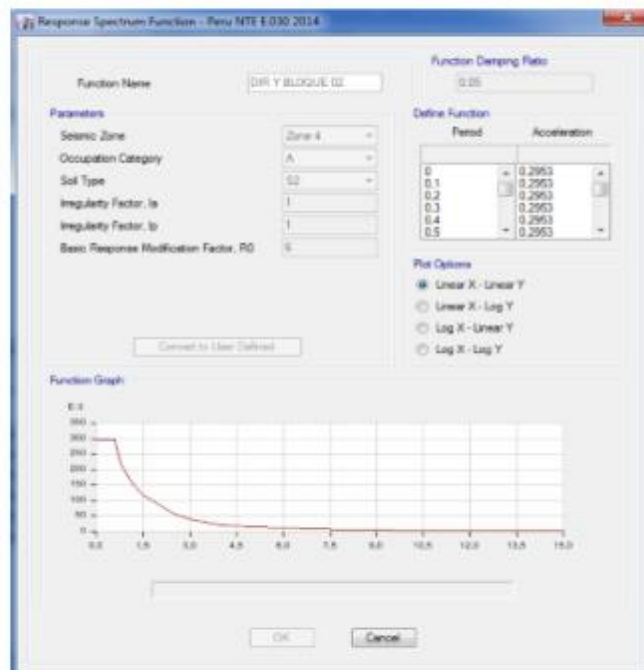 Response Spectrum Function - Peru NTE E.030 2014
Function Name
DIR Y BLOQUE 02
Function Damping Ratio
0.05
Parameters
Seismic Zone
Zone 4
Occupation Category
A
Soil Type
S2
Irregularity Factor, Ia
1
Irregularity Factor, Ip
1
Basic Response Modification Factor, R0
6
Convert to User Defined
Define Function
Period
Acceleration
0 0.2953
0.1 0.2953
0.2 0.2953
0.3 0.2953
0.4 0.2953
0.5 0.2953
Plot Options
Linear X - Linear Y
Linear X - Log Y
Log X - Linear Y
Log X - Log Y
Function Graph
E-3
350
300
250
200
150
100
50
0
0.0 1.5 3.0 4.5 6.0 7.5 9.0 10.5 12.0 13.5 15.0
OK
Cancel